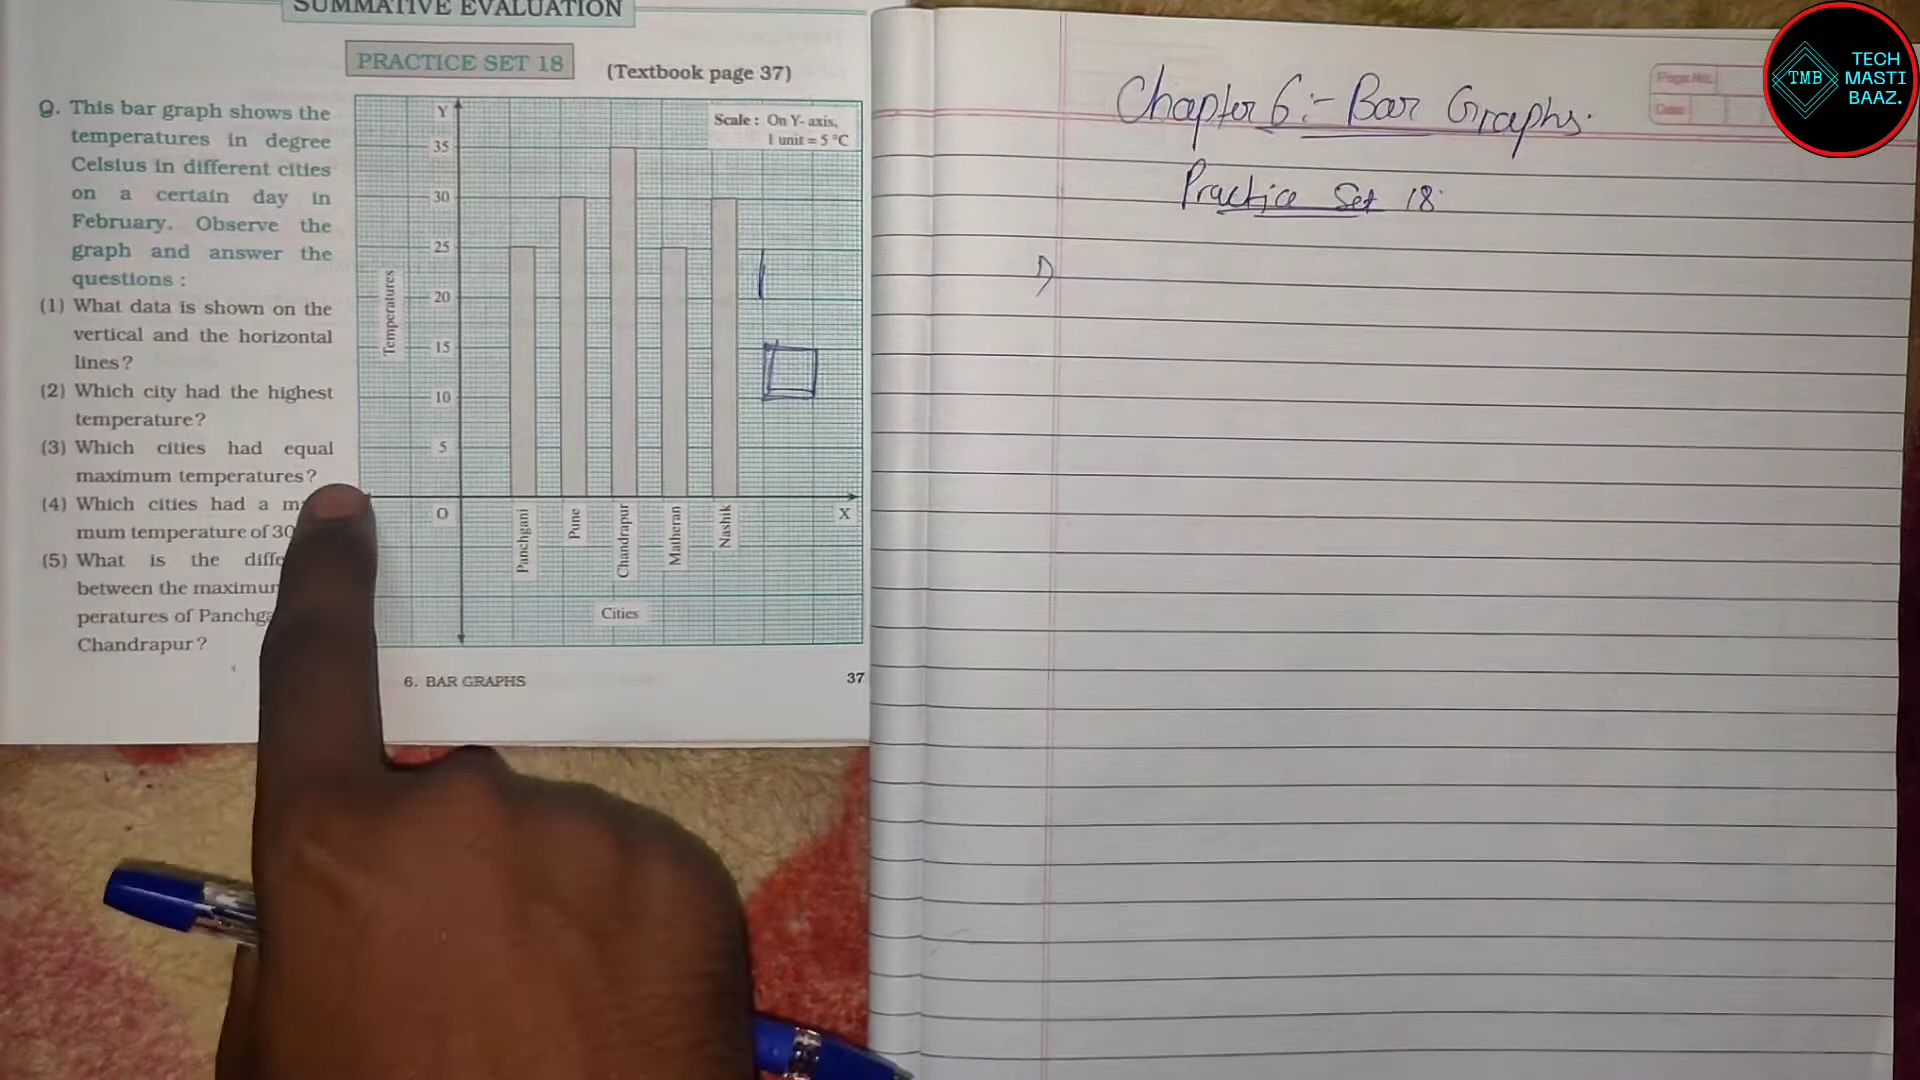 SUMMATIVE EVALUATION
PRACTICE SET 18
(Textbook page 37)
Q. This bar graph shows the
temperatures in degree
Celsius in different cities
on a certain day in
February. Observe the
graph and answer the
questions :
(1) What data is shown on the
vertical and the horizontal
lines?
(2) Which city had the highest
temperature?
(3) Which cities had equal
maximum temperatures?
(4) Which cities had a
mum temperature of 30
(5) What is the
between the
peratures of
Chandrapur?
Y
Scale : On Y- axis,
1 unit = 5 °C
35
30
25
20
15
10
5
O
X
Temperatures
Panchgani
Pune
Chandrapur
Matheran
Nashik
Cities
6. BAR GRAPHS
37
Chapter 6:- Bar Graphs.
Practice Set 18
1)
Page No.
Date
TMB
TECH
MASTI
BAAZ.